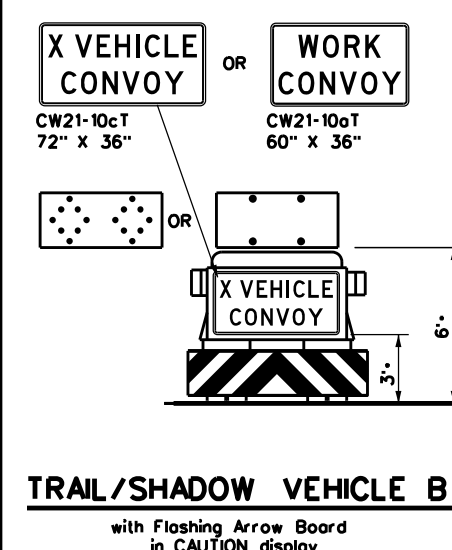 X VEHICLE
CONVOY
OR
WORK
CONVOY
CW21-10cT
72" X 36"
CW21-10aT
60" X 36"
OR
X VEHICLE
CONVOY
6'+
3'+
TRAIL/SHADOW VEHICLE B
with Flashing Arrow Board
in CAUTION display